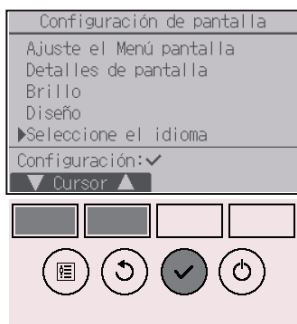 Configuración de pantalla
Ajuste el Menú pantalla
Detalles de pantalla
Brillo
Diseño
▶Seleccione el idioma
Configuración:✓
▼ Cursor ▲